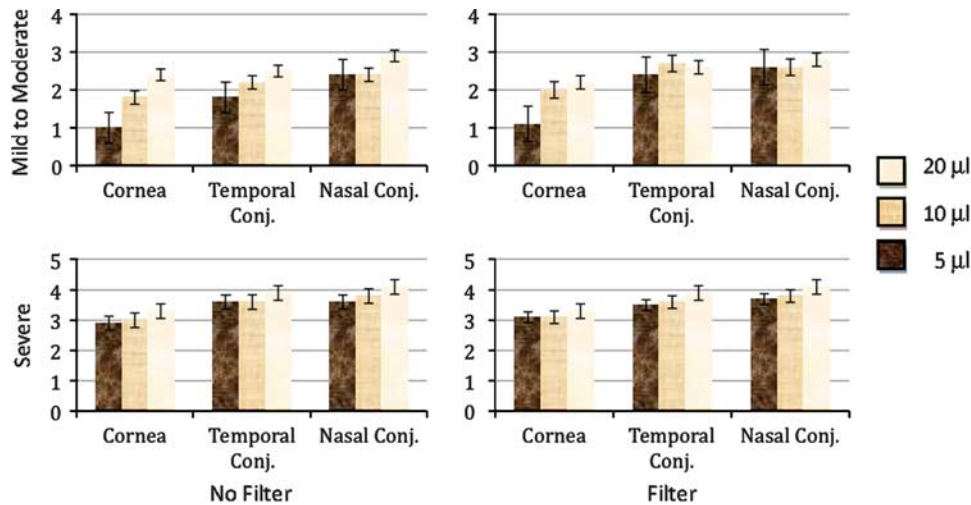 Mild to Moderate
4
3
2
1
0
Cornea
Temporal
Conj.
Nasal Conj.
4
3
2
1
0
Cornea
Temporal
Conj.
Nasal Conj.
20 µl
10 µl
5 µl
Severe
5
4
3
2
1
0
Cornea
Temporal
Conj.
Nasal Conj.
No Filter
5
4
3
2
1
0
Cornea
Temporal
Conj.
Nasal Conj.
Filter